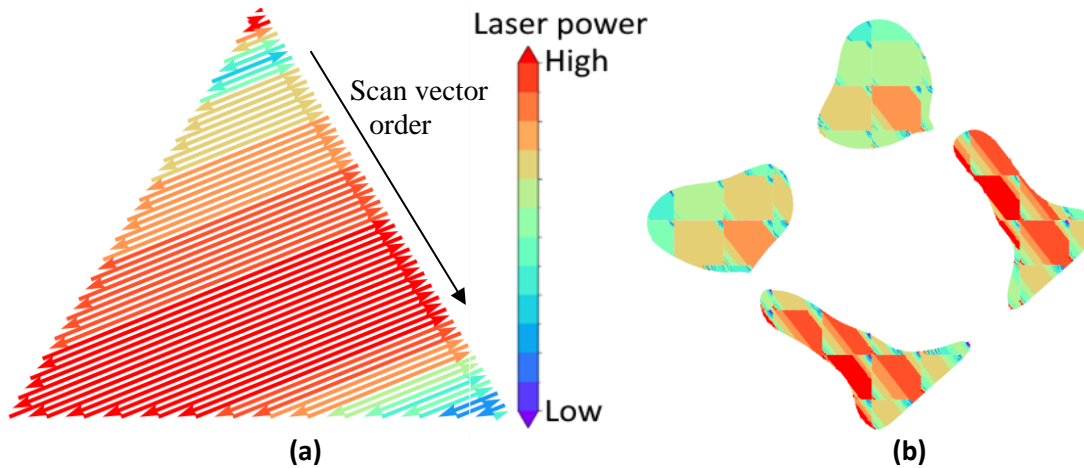 Laser power
High
Scan vector
order
Low
(a)
(b)